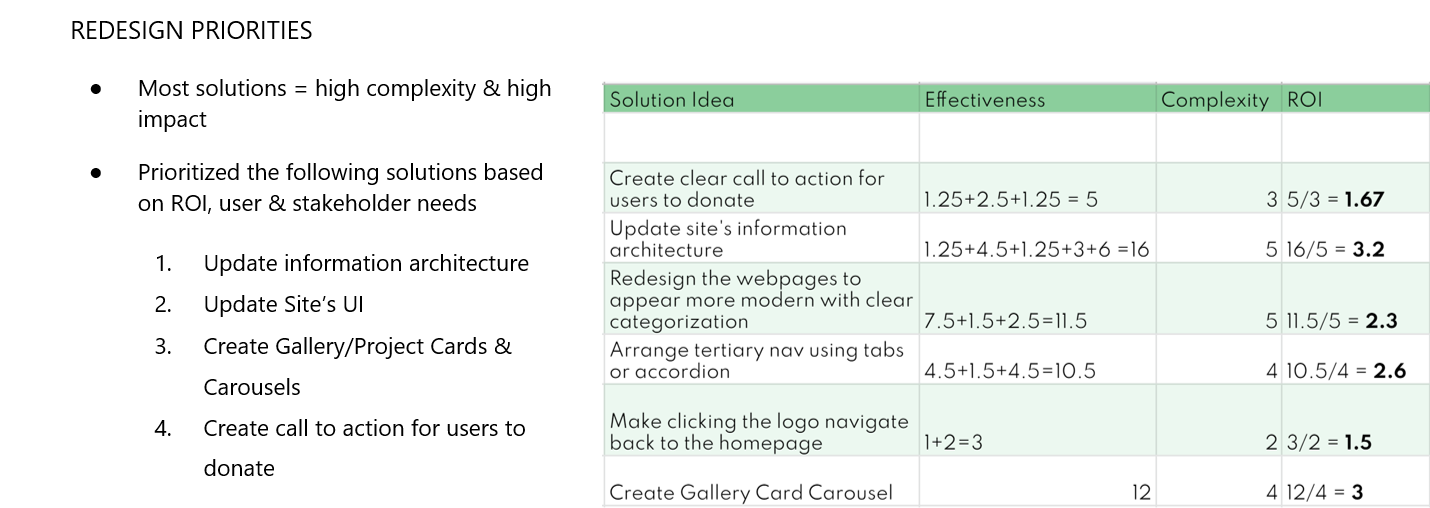 REDESIGN PRIORITIES
● Most solutions = high complexity & high
impact
● Prioritized the following solutions based
on ROI, user & stakeholder needs
1. Update information architecture
2. Update Site's UI
3. Create Gallery/Project Cards &
Carousels
4. Create call to action for users to
donate
Solution Idea Effectiveness Complexity ROI
Create clear call to action for
users to donate 1.25+2.5+1.25 = 5 3 5/3 = 1.67
Update site's information
architecture 1.25+4.5+1.25+3+6 =16 5 16/5 = 3.2
Redesign the webpages to
appear more modern with clear
categorization 7.5+1.5+2.5=11.5 5 11.5/5 = 2.3
Arrange tertiary nav using tabs
or accordion 4.5+1.5+4.5=10.5 4 10.5/4 = 2.6
Make clicking the logo navigate
back to the homepage 1+2=3 2 3/2 = 1.5
Create Gallery Card Carousel 12 4 12/4 = 3